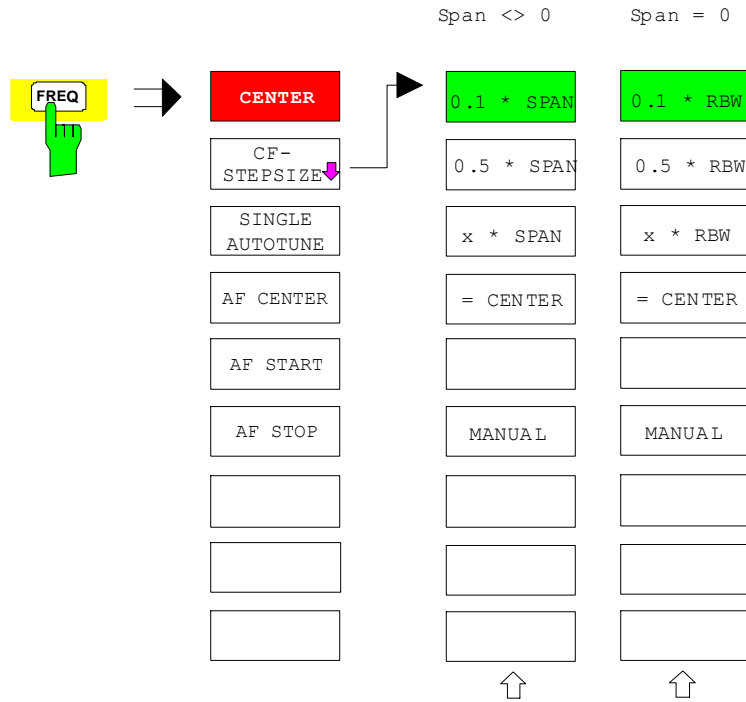 Span <> 0
Span = 0
FREQ
CENTER
CF-
STEPSIZE
SINGLE
AUTOTUNE
AF CENTER
AF START
AF STOP
0.1 * SPAN
0.5 * SPAN
x * SPAN
= CENTER
MANUAL
0.1 * RBW
0.5 * RBW
x * RBW
= CENTER
MANUAL